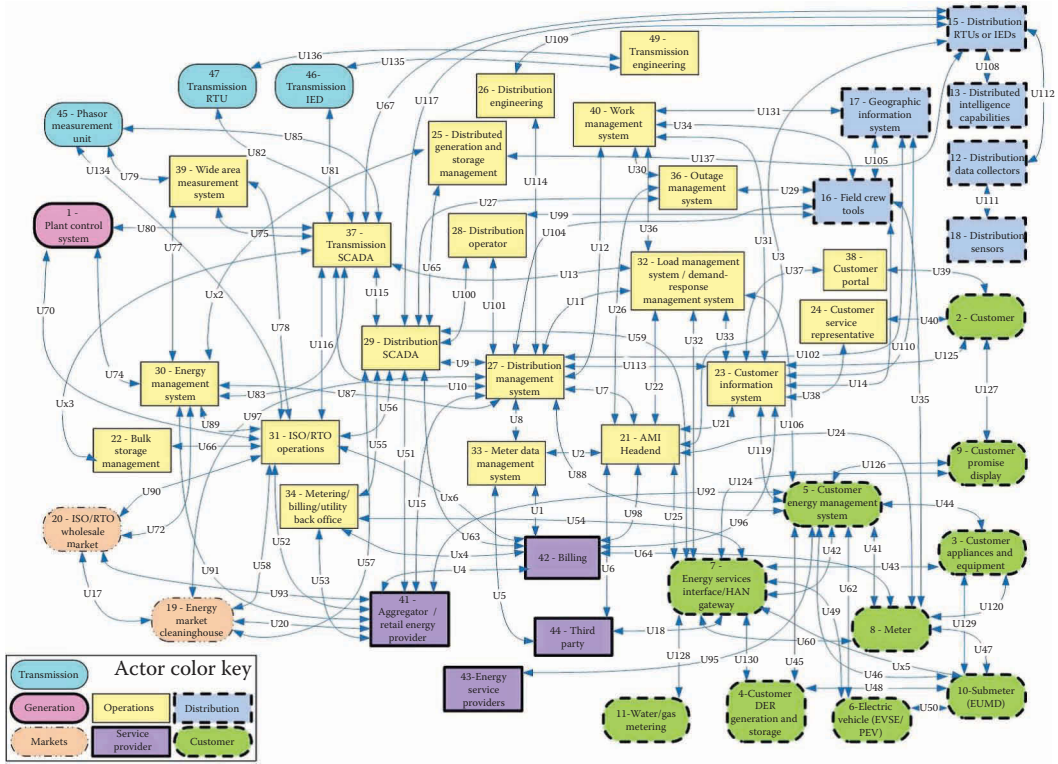 15 - Distribution
RTUs or IEDs
U109
49 -
Transmission
engineering
U136
U135
47
Transmission
RTU
46-
Transmission
IED
U108
U112
13 - Distributed
intelligence
capabilities
26 - Distribution
engineering
17 - Geographic
information
system
U67
U117
45 - Phasor
measurement
unit
40 - Work
management
system
U131
U34
25 - Distributed
generation and
storage
management
U85
U82
U134
U79
U81
U137
U105
12 - Distribution
data collectors
39 - Wide area
measurement
system
U30
36 - Outage
management
system
U29
U114
U111
16 - Field crew
tools
1 -
Plant control
system
U80
U27
U99
U104
U75
U77
37 -
Transmission
SCADA
28- Distribution
operator
U36
U12
U31
U3
18 - Distribution
sensors
32 - Load management
system / demand-
response
management system
38 -
Customer
portal
U65
U13
U37
U39
Ux2
U115
U100
U101
U11
U26
U70
U78
24 - Customer
service
representative
2 - Customer
U40
U33
U59
U32
U116
29 - Distribution
SCADA
U110
U102
U125
U9
27 - Distribution
management
system
U113
30 - Energy
management
system
23 - Customer
information
system
U74
U10
U7
U22
U14
U83
U87
U38
U127
U35
Ux3
U97
U56
U89
U8
U21
U106
31 - ISO/RTO
operations
21 - AMI
Headend
U24
22 - Bulk
storage
management
U66
U55
U51
33 - Meter data
management
system
U2
U119
9 - Customer
promise
display
U88
U126
U124
U90
Ux6
U15
U92
34 - Metering/
billing/utility
back office
5 - Customer
energy management
system
U44
20 - ISO/RTO
wholesale
market
U72
U1
U98
U25
U54
U96
U52
U63
U41
3 - Customer
appliances and
equipment
Ux4
42 - Billing
U64
U42
U58
U57
U53
U4
U6
7 -
Energy services
interface/HAN
gateway
U43
U91
U93
U62
U17
U5
41 -
Aggregator /
retail energy
provider
U120
19 - Energy
market
cleaninghouse
U20
U49
8 - Meter
U129
44 - Third
party
U18
U60
U47
U128
U95
U130
U45
Ux5
U46
U48
Actor color key
Transmission
43-Energy
service
providers
4-Customer
DER
generation and
storage
10-Submeter
(EUMD)
Generation
Operations
Distribution
11-Water/gas
metering
6-Electric
vehicle (EVSE/
PEV)
U50
Markets
Service
provider
Customer